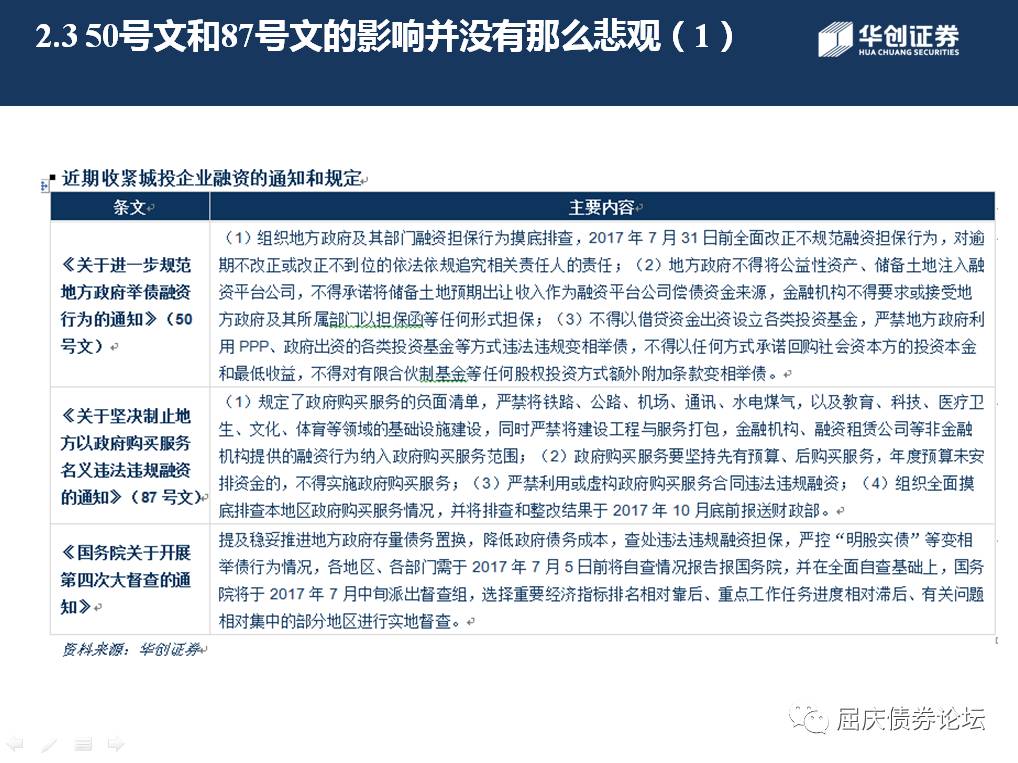 2.3 50号文和87号文的影响并没有那么悲观（1）
华创证券
HUA CHUANG SECURITIES
近期收紧城投企业融资的通知和规定
条文
主要内容
《关于进一步规范
地方政府举债融资
行为的通知》（50
号文）
（1）组织地方政府及其部门融资担保行为摸底排查，2017 年 7 月 31 日前全面改正不规范融资担保行为，对逾
期不改正或改正不到位的依法依规追究相关责任人的责任；（2）地方政府不得将公益性资产、储备土地注入融
资平台公司，不得承诺将储备土地预期出让收入作为融资平台公司偿债资金来源，金融机构不得要求或接受地
方政府及其所属部门以担保函等任何形式担保；（3）不得以借贷资金出资设立各类投资基金，严禁地方政府利
用 PPP、政府出资的各类投资基金等方式违法违规变相举债，不得以任何方式承诺回购社会资本方的投资本金
和最低收益，不得对有限合伙制基金等任何股权投资方式额外附加条款变相举债。
《关于坚决制止地
方以政府购买服务
名义违法违规融资
的通知》（87 号文）
（1）规定了政府购买服务的负面清单，严禁将铁路、公路、机场、通讯、水电煤气，以及教育、科技、医疗卫
生、文化、体育等领域的基础设施建设，同时严禁将建设工程与服务打包，金融机构、融资租赁公司等非金融
机构提供的融资行为纳入政府购买服务范围；（2）政府购买服务要坚持先有预算、后购买服务，年度预算未安
排资金的，不得实施政府购买服务；（3）严禁利用或虚构政府购买服务合同违法违规融资；（4）组织全面摸
底排查本地区政府购买服务情况，并将排查和整改结果于 2017 年 10 月底前报送财政部。
《国务院关于开展
第四次大督查的通
知》
提及稳妥推进地方政府存量债务置换，降低政府债务成本，查处违法违规融资担保，严控“明股实债”等变相
举债行为情况，各地区、各部门需于 2017 年 7 月 5 日前将自查情况报告报国务院，并在全面自查基础上，国务
院将于 2017 年 7 月中旬派出督查组，选择重要经济指标排名相对靠后、重点工作任务进度相对滞后、有关问题
相对集中的部分地区进行实地督查。
资料来源：华创证券
屈庆债券论坛